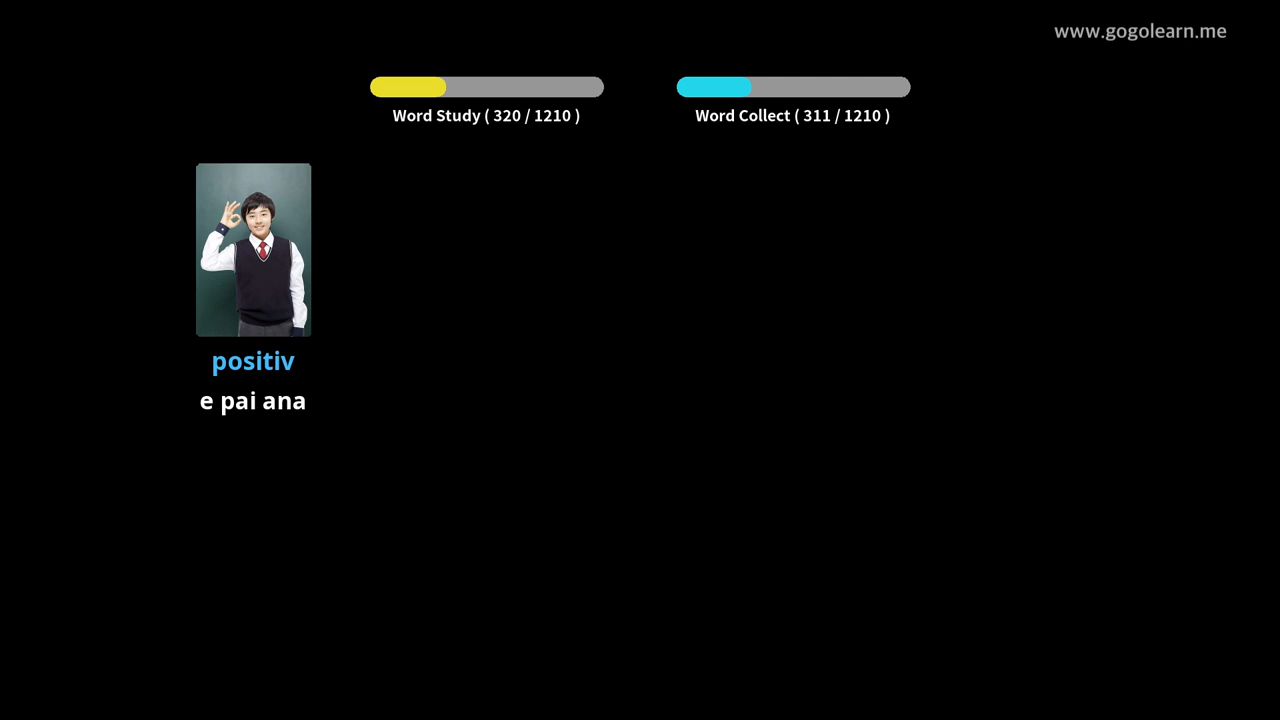 www.gogolearn.me
Word Study ( 320 / 1210 )
Word Collect ( 311 / 1210 )
positiv
e pai ana